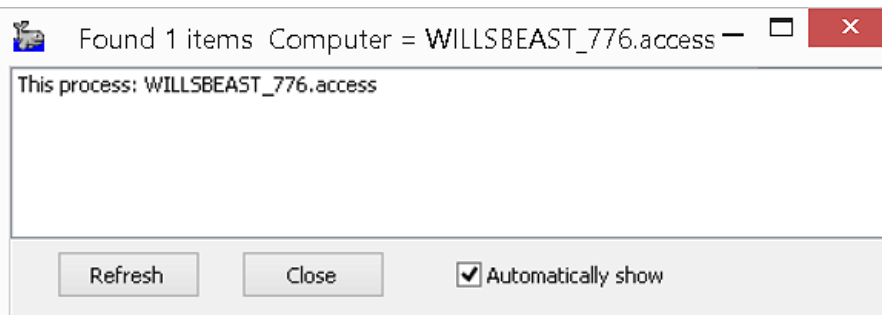 Found 1 items Computer = WILLSBEAST_776.access
This process: WILLSBEAST_776.access
Refresh Close Automatically show